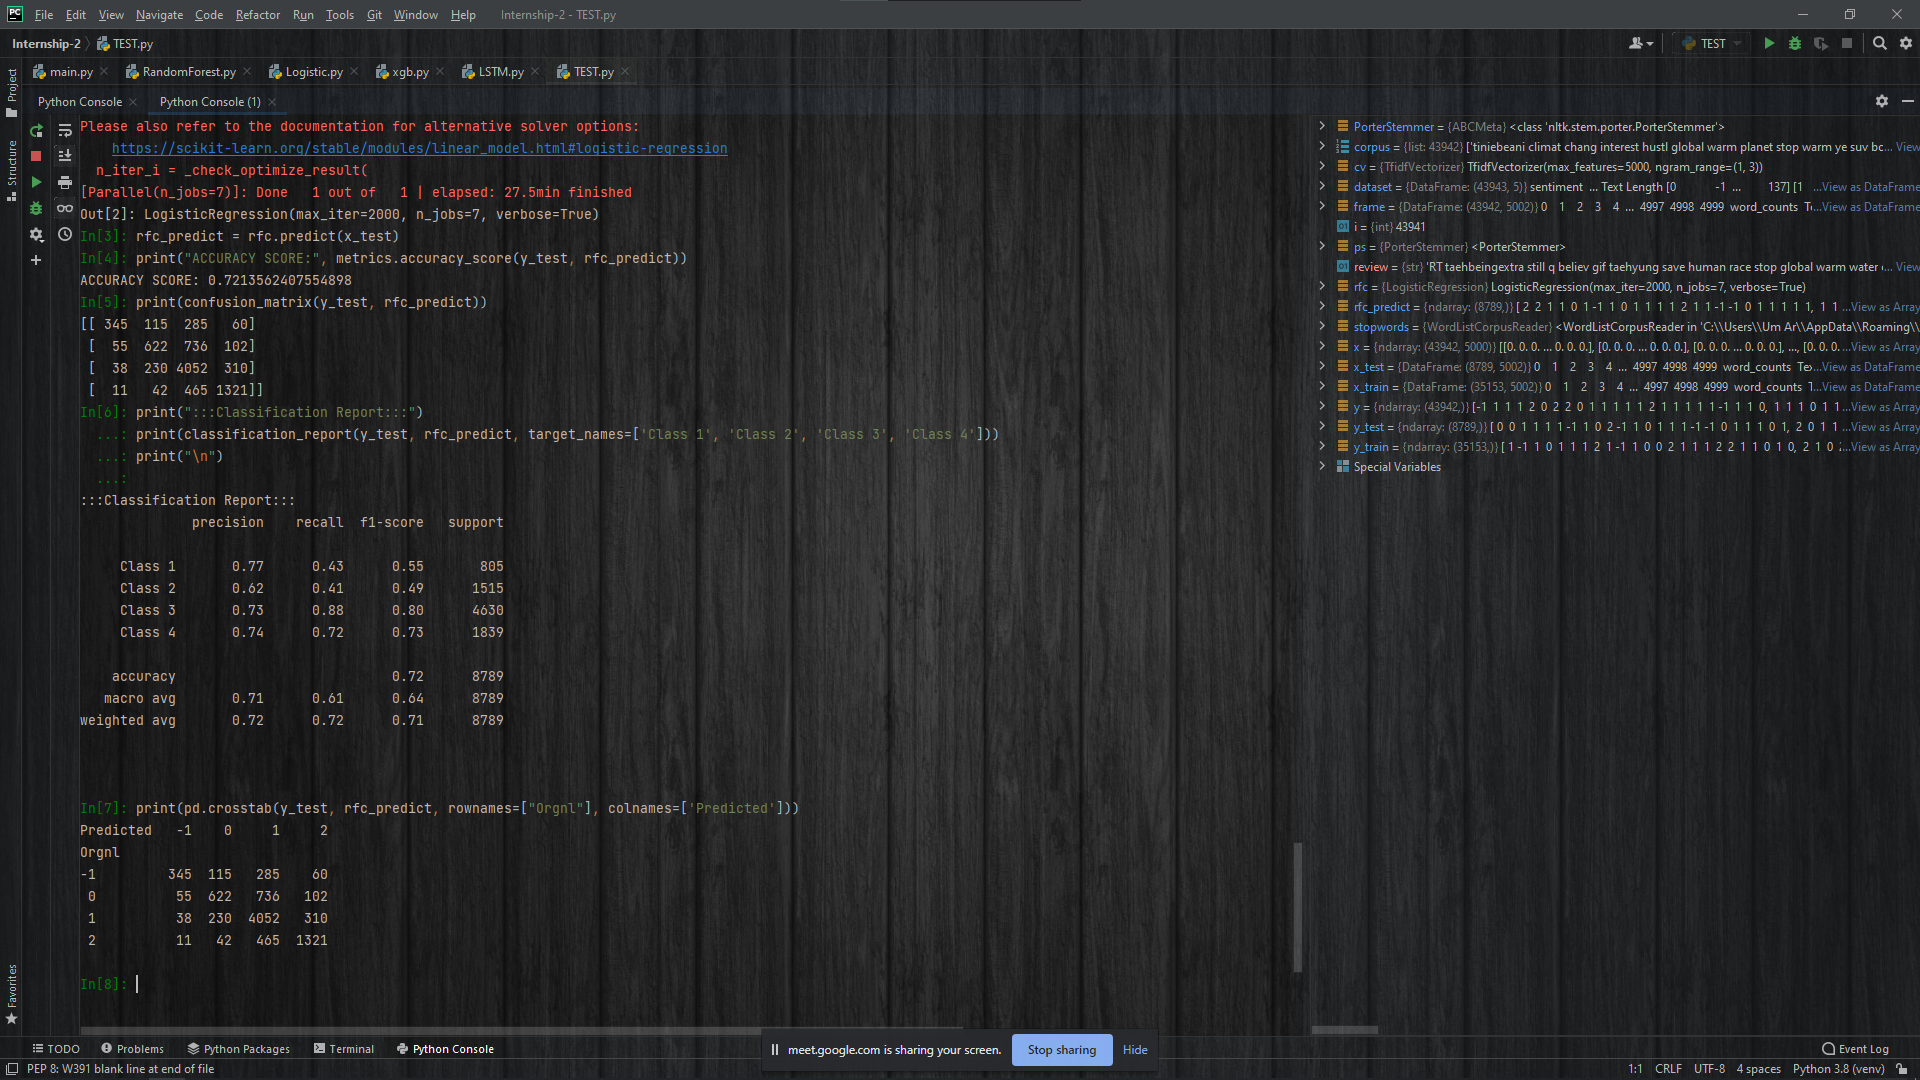 File Edit View Navigate Code Refactor Run Tools Git Window Help Internship-2 - TEST.py
Internship-2 TEST.py
TEST
main.py RandomForest.py Logistic.py xgb.py LSTM.py TEST.py
Python Console Python Console (1)
Project
Structure
Favorites
Please also refer to the documentation for alternative solver options:
https://scikit-learn.org/stable/modules/linear_model.html#logistic-regression
n_iter_i = _check_optimize_result(
[Parallel(n_jobs=7)]: Done 1 out of 1 | elapsed: 27.5min finished
Out[2]: LogisticRegression(max_iter=2000, n_jobs=7, verbose=True)
In[3]: rfc_predict = rfc.predict(x_test)
In[4]: print("ACCURACY SCORE:", metrics.accuracy_score(y_test, rfc_predict))
ACCURACY SCORE: 0.7213562407554898
In[5]: print(confusion_matrix(y_test, rfc_predict))
[[ 345 115 285 60]
[ 55 622 736 102]
[ 38 230 4052 310]
[ 11 42 465 1321]]
In[6]: print(":::Classification Report:::")
...: print(classification_report(y_test, rfc_predict, target_names=['Class 1', 'Class 2', 'Class 3', 'Class 4']))
...: print("\n")
...:
:::Classification Report:::
precision recall f1-score support
Class 1 0.77 0.43 0.55 805
Class 2 0.62 0.41 0.49 1515
Class 3 0.73 0.88 0.80 4630
Class 4 0.74 0.72 0.73 1839
accuracy 0.72 8789
macro avg 0.71 0.61 0.64 8789
weighted avg 0.72 0.72 0.71 8789
In[7]: print(pd.crosstab(y_test, rfc_predict, rownames=["Orgnl"], colnames=['Predicted']))
Predicted -1 0 1 2
Orgnl
-1 345 115 285 60
0 55 622 736 102
1 38 230 4052 310
2 11 42 465 1321
In[8]:
PorterStemmer = {ABCMeta} <class 'nltk.stem.porter.PorterStemmer'>
corpus = {list: 43942} ['tiniebeani climat chang interest hustl global warm planet stop warm ye suv bc... View
cv = {TfidfVectorizer} TfidfVectorizer(max_features=5000, ngram_range=(1, 3))
dataset = {DataFrame: (43943, 5)} sentiment ... Text Length [0 -1 ... 137] [1 ...View as DataFrame
frame = {DataFrame: (43942, 5002)} 0 1 2 3 4 ... 4997 4998 4999 word_counts Te...View as DataFrame
i = {int} 43941
ps = {PorterStemmer} <PorterStemmer>
review = {str} 'RT taehbeingextra still q believ gif taehyung save human race stop global warm water ... View
rfc = {LogisticRegression} LogisticRegression(max_iter=2000, n_jobs=7, verbose=True)
rfc_predict = {ndarray: (8789,)} [ 2 2 1 1 0 1 -1 1 0 1 1 1 1 2 1 1 -1 -1 0 1 1 1 1 1, 1 1 ...View as Array
stopwords = {WordListCorpusReader} <WordListCorpusReader in 'C:\\Users\\Um Ar\\AppData\\Roaming\\
x = {ndarray: (43942, 5000)} [[0. 0. 0. ... 0. 0. 0.], [0. 0. 0. ... 0. 0. 0.], [0. 0. 0. ... 0. 0. 0.], ..., [0. 0. 0. ...View as Array
x_test = {DataFrame: (8789, 5002)} 0 1 2 3 4 ... 4997 4998 4999 word_counts Tex...View as DataFrame
x_train = {DataFrame: (35153, 5002)} 0 1 2 3 4 ... 4997 4998 4999 word_counts T...View as DataFrame
y = {ndarray: (43942,)} [-1 1 1 1 2 0 2 2 0 1 1 1 1 1 2 1 1 1 1 1 -1 1 1 0, 1 1 1 0 1 1 ...View as Array
y_test = {ndarray: (8789,)} [ 0 0 1 1 1 1 -1 1 0 2 -1 1 0 1 1 1 -1 -1 0 1 1 1 0 1, 2 0 1 1 ...View as Array
y_train = {ndarray: (35153,)} [ 1 -1 1 0 1 1 1 2 1 -1 1 0 0 2 1 1 1 2 2 1 1 0 1 0, 2 1 0 ...View as Array
Special Variables
TODO Problems Python Packages Terminal Python Console
meet.google.com is sharing your screen. Stop sharing Hide
Event Log
PEP 8: W391 blank line at end of file
1:1 CRLF UTF-8 4 spaces Python 3.8 (venv)